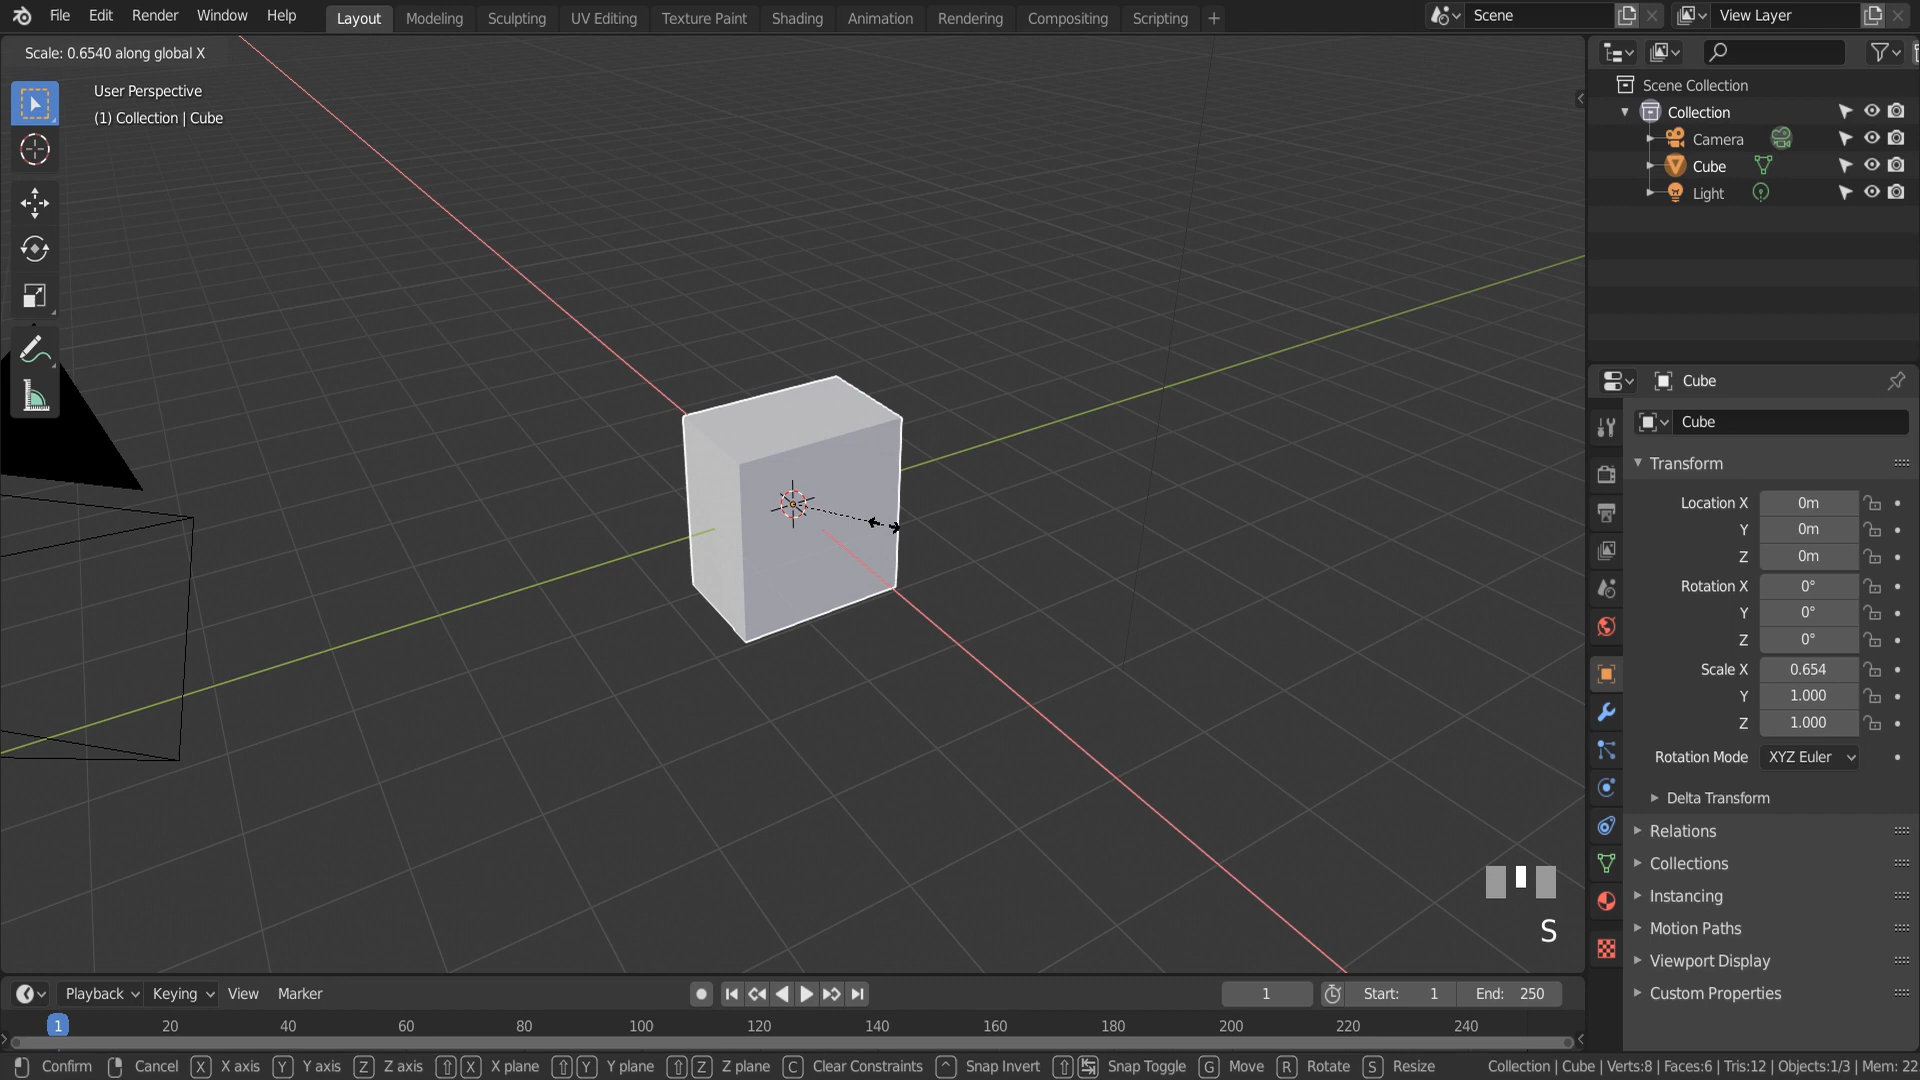 File Edit Render Window Help Layout Modeling Sculpting UV Editing Texture Paint Shading Animation Rendering Compositing Scripting + Scene View Layer
Scale: 0.6540 along global X
User Perspective
(1) Collection | Cube
Scene Collection
Collection
Camera
Cube
Light
Cube
Cube
Transform
Location X 0m
Y 0m
Z 0m
Rotation X 0°
Y 0°
Z 0°
Scale X 0.654
Y 1.000
Z 1.000
Rotation Mode XYZ Euler
Delta Transform
Relations
Collections
Instancing
Motion Paths
Viewport Display
Custom Properties
S
Playback Keying View Marker 1 Start: 1 End: 250
1 20 40 60 80 100 120 140 160 180 200 220 240
Confirm Cancel X X axis Y Y axis Z Z axis X X plane Y Y plane Z Z plane C Clear Constraints ^ Snap Invert Snap Toggle G Move R Rotate S Resize Collection | Cube | Verts:8 | Faces:6 | Tris:12 | Objects:1/3 | Mem: 22